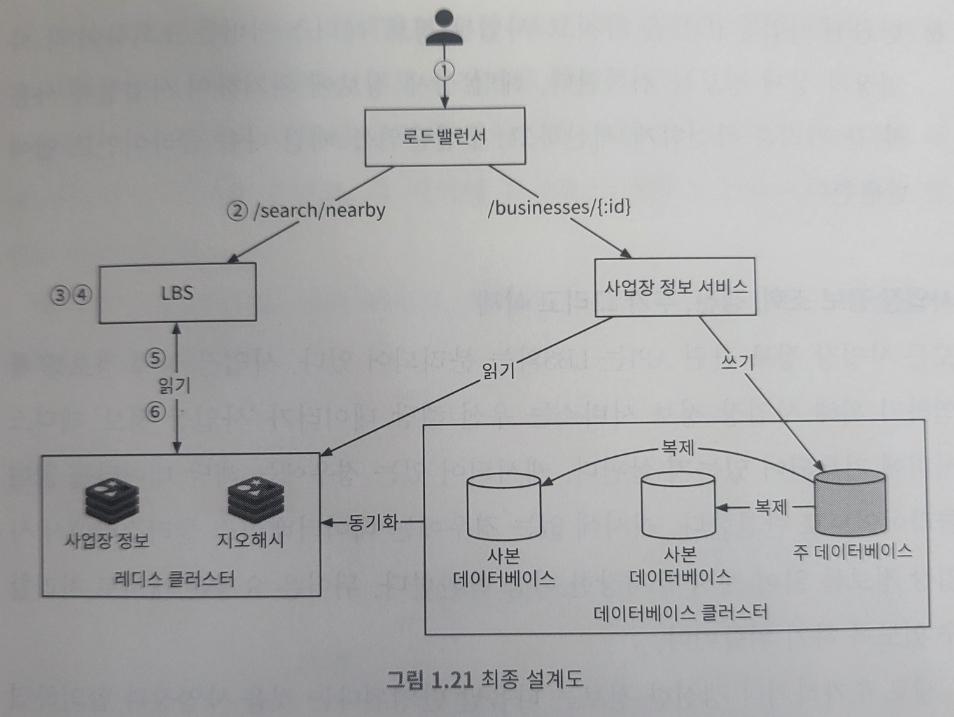 ①
로드밸런서
② /search/nearby
/businesses/{:id}
③④
LBS
사업장 정보 서비스
⑤
읽기
⑥
읽기
쓰기
복제
동기화
복제
사업장 정보
지오해시
레디스 클러스터
사본
데이터베이스
사본
데이터베이스
주 데이터베이스
데이터베이스 클러스터
그림 1.21 최종 설계도